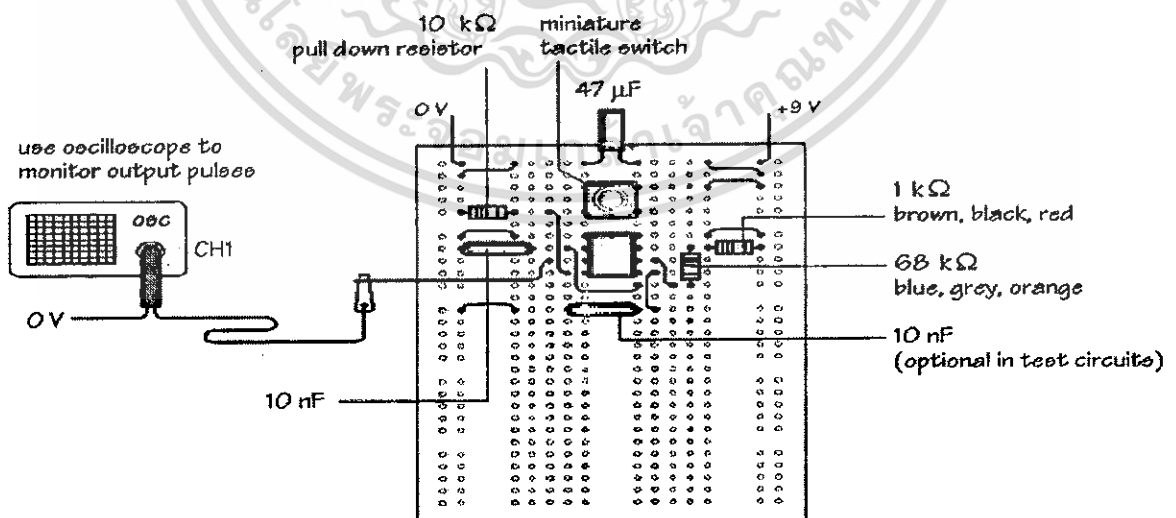 10 kΩ
pull down resistor
miniature
tactile switch
47 µF
0 V
+9 V
use oscilloscope to
monitor output pulses
OSC
CH1
0 V
1 kΩ
brown, black, red
68 kΩ
blue, grey, orange
10 nF
(optional in test circuits)
10 nF